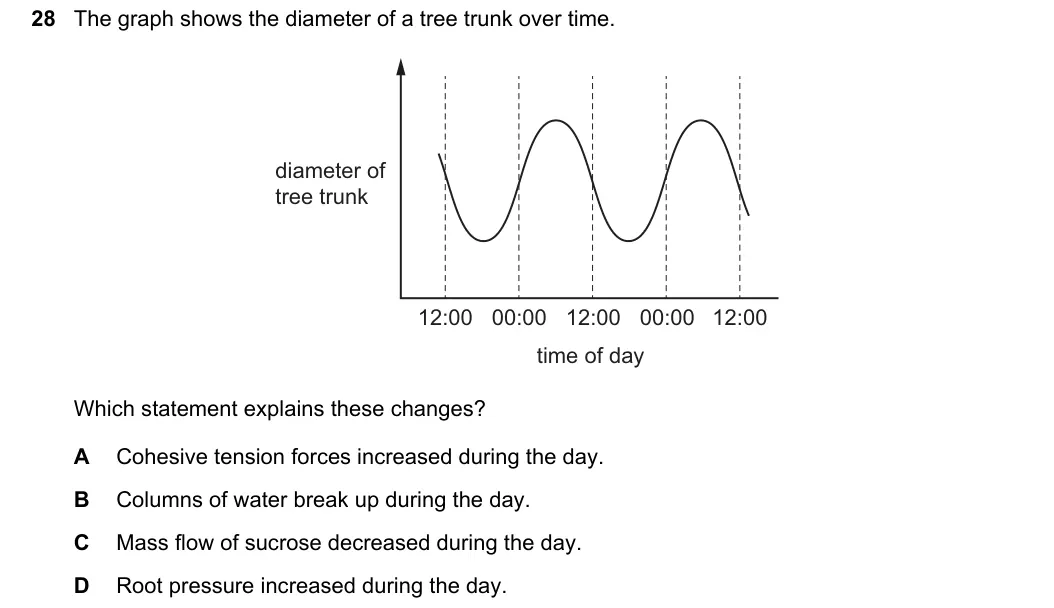 28 The graph shows the diameter of a tree trunk over time.
diameter of
tree trunk
12:00 00:00 12:00 00:00 12:00
time of day
Which statement explains these changes?
A Cohesive tension forces increased during the day.
B Columns of water break up during the day.
C Mass flow of sucrose decreased during the day.
D Root pressure increased during the day.